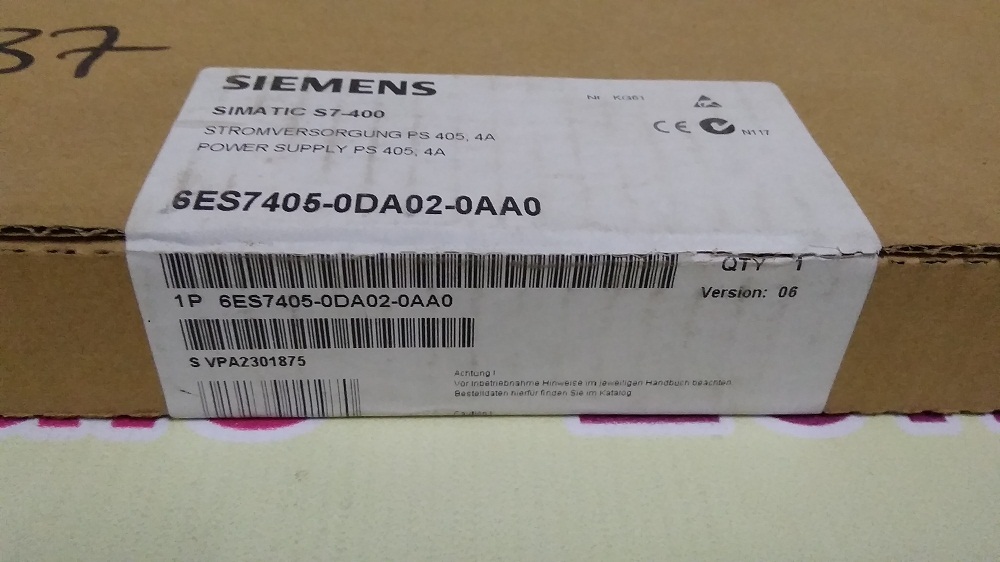 37
SIEMENS
Nr. KG61
SIMATIC S7-400
CE N117
STROMVERSORGUNG PS 405, 4A
POWER SUPPLY PS 405, 4A
6ES7405-0DA02-0AA0
QTY 1
1P 6ES7405-0DA02-0AA0
Version: 06
S VPA2301875
Achtung !
Vor Inbetriebnahme Hinweise im jeweiligen Handbuch beachten.
Bestelldaten hierfür finden Sie im Katalog.